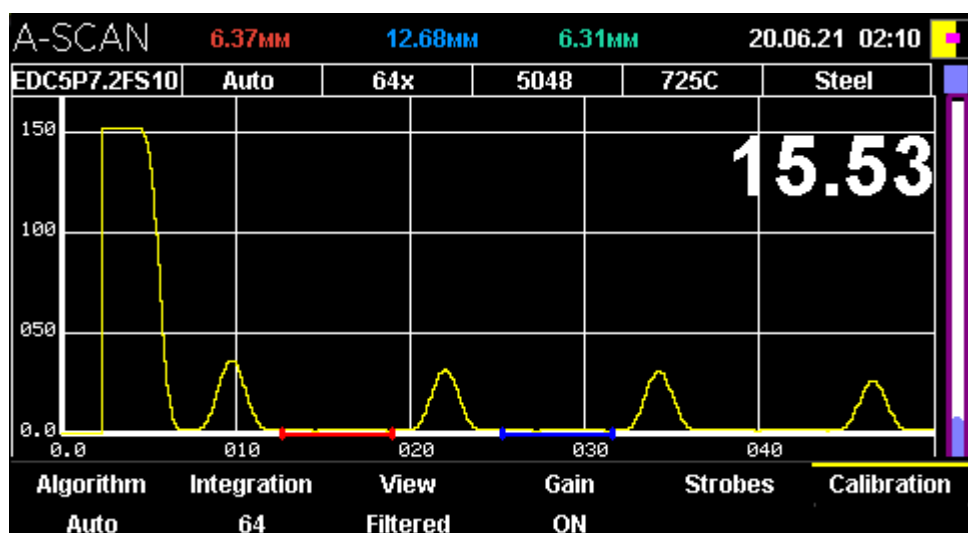 A-SCAN 6.37мм 12.68мм 6.31мм 20.06.21 02:10
EDC5P7.2FS10 Auto 64x 5048 725C Steel
150
15.53
100
050
0.0
0.0 010 020 030 040
Algorithm Integration View Gain Strobes Calibration
Auto 64 Filtered ON